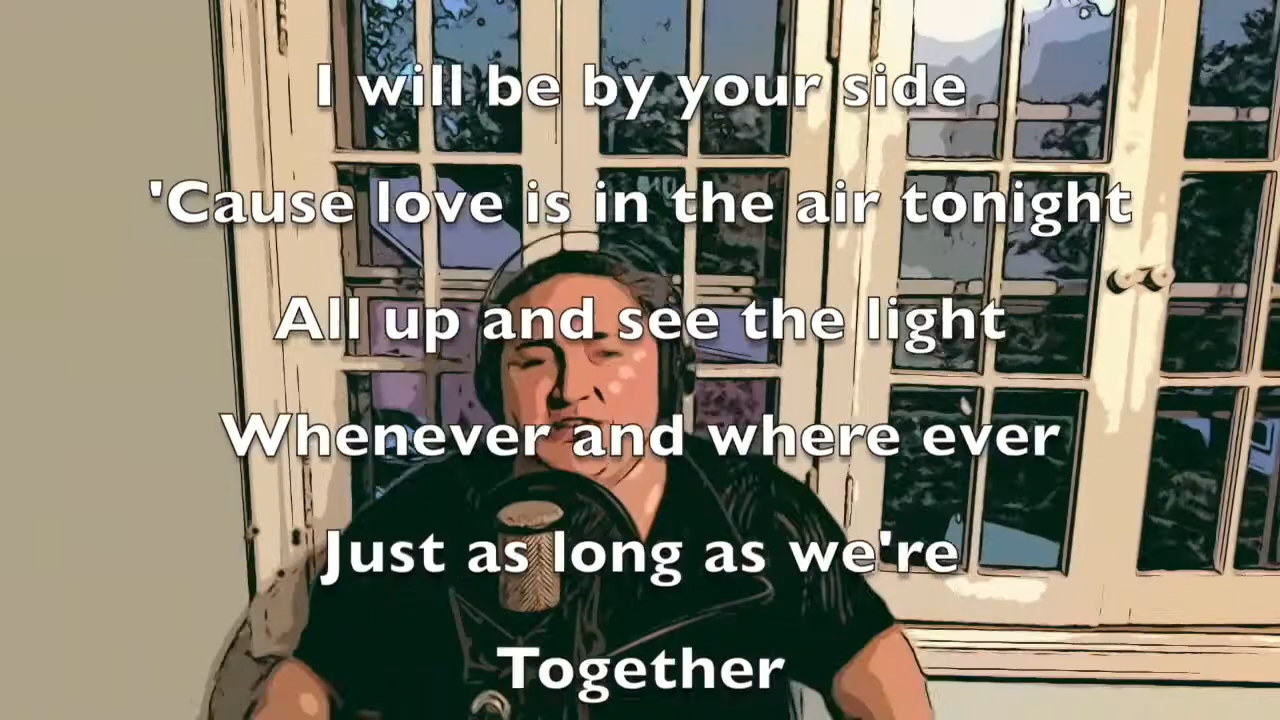 I will be by your side
'Cause love is in the air tonight
All up and see the light
Whenever and where ever
Just as long as we're
Together